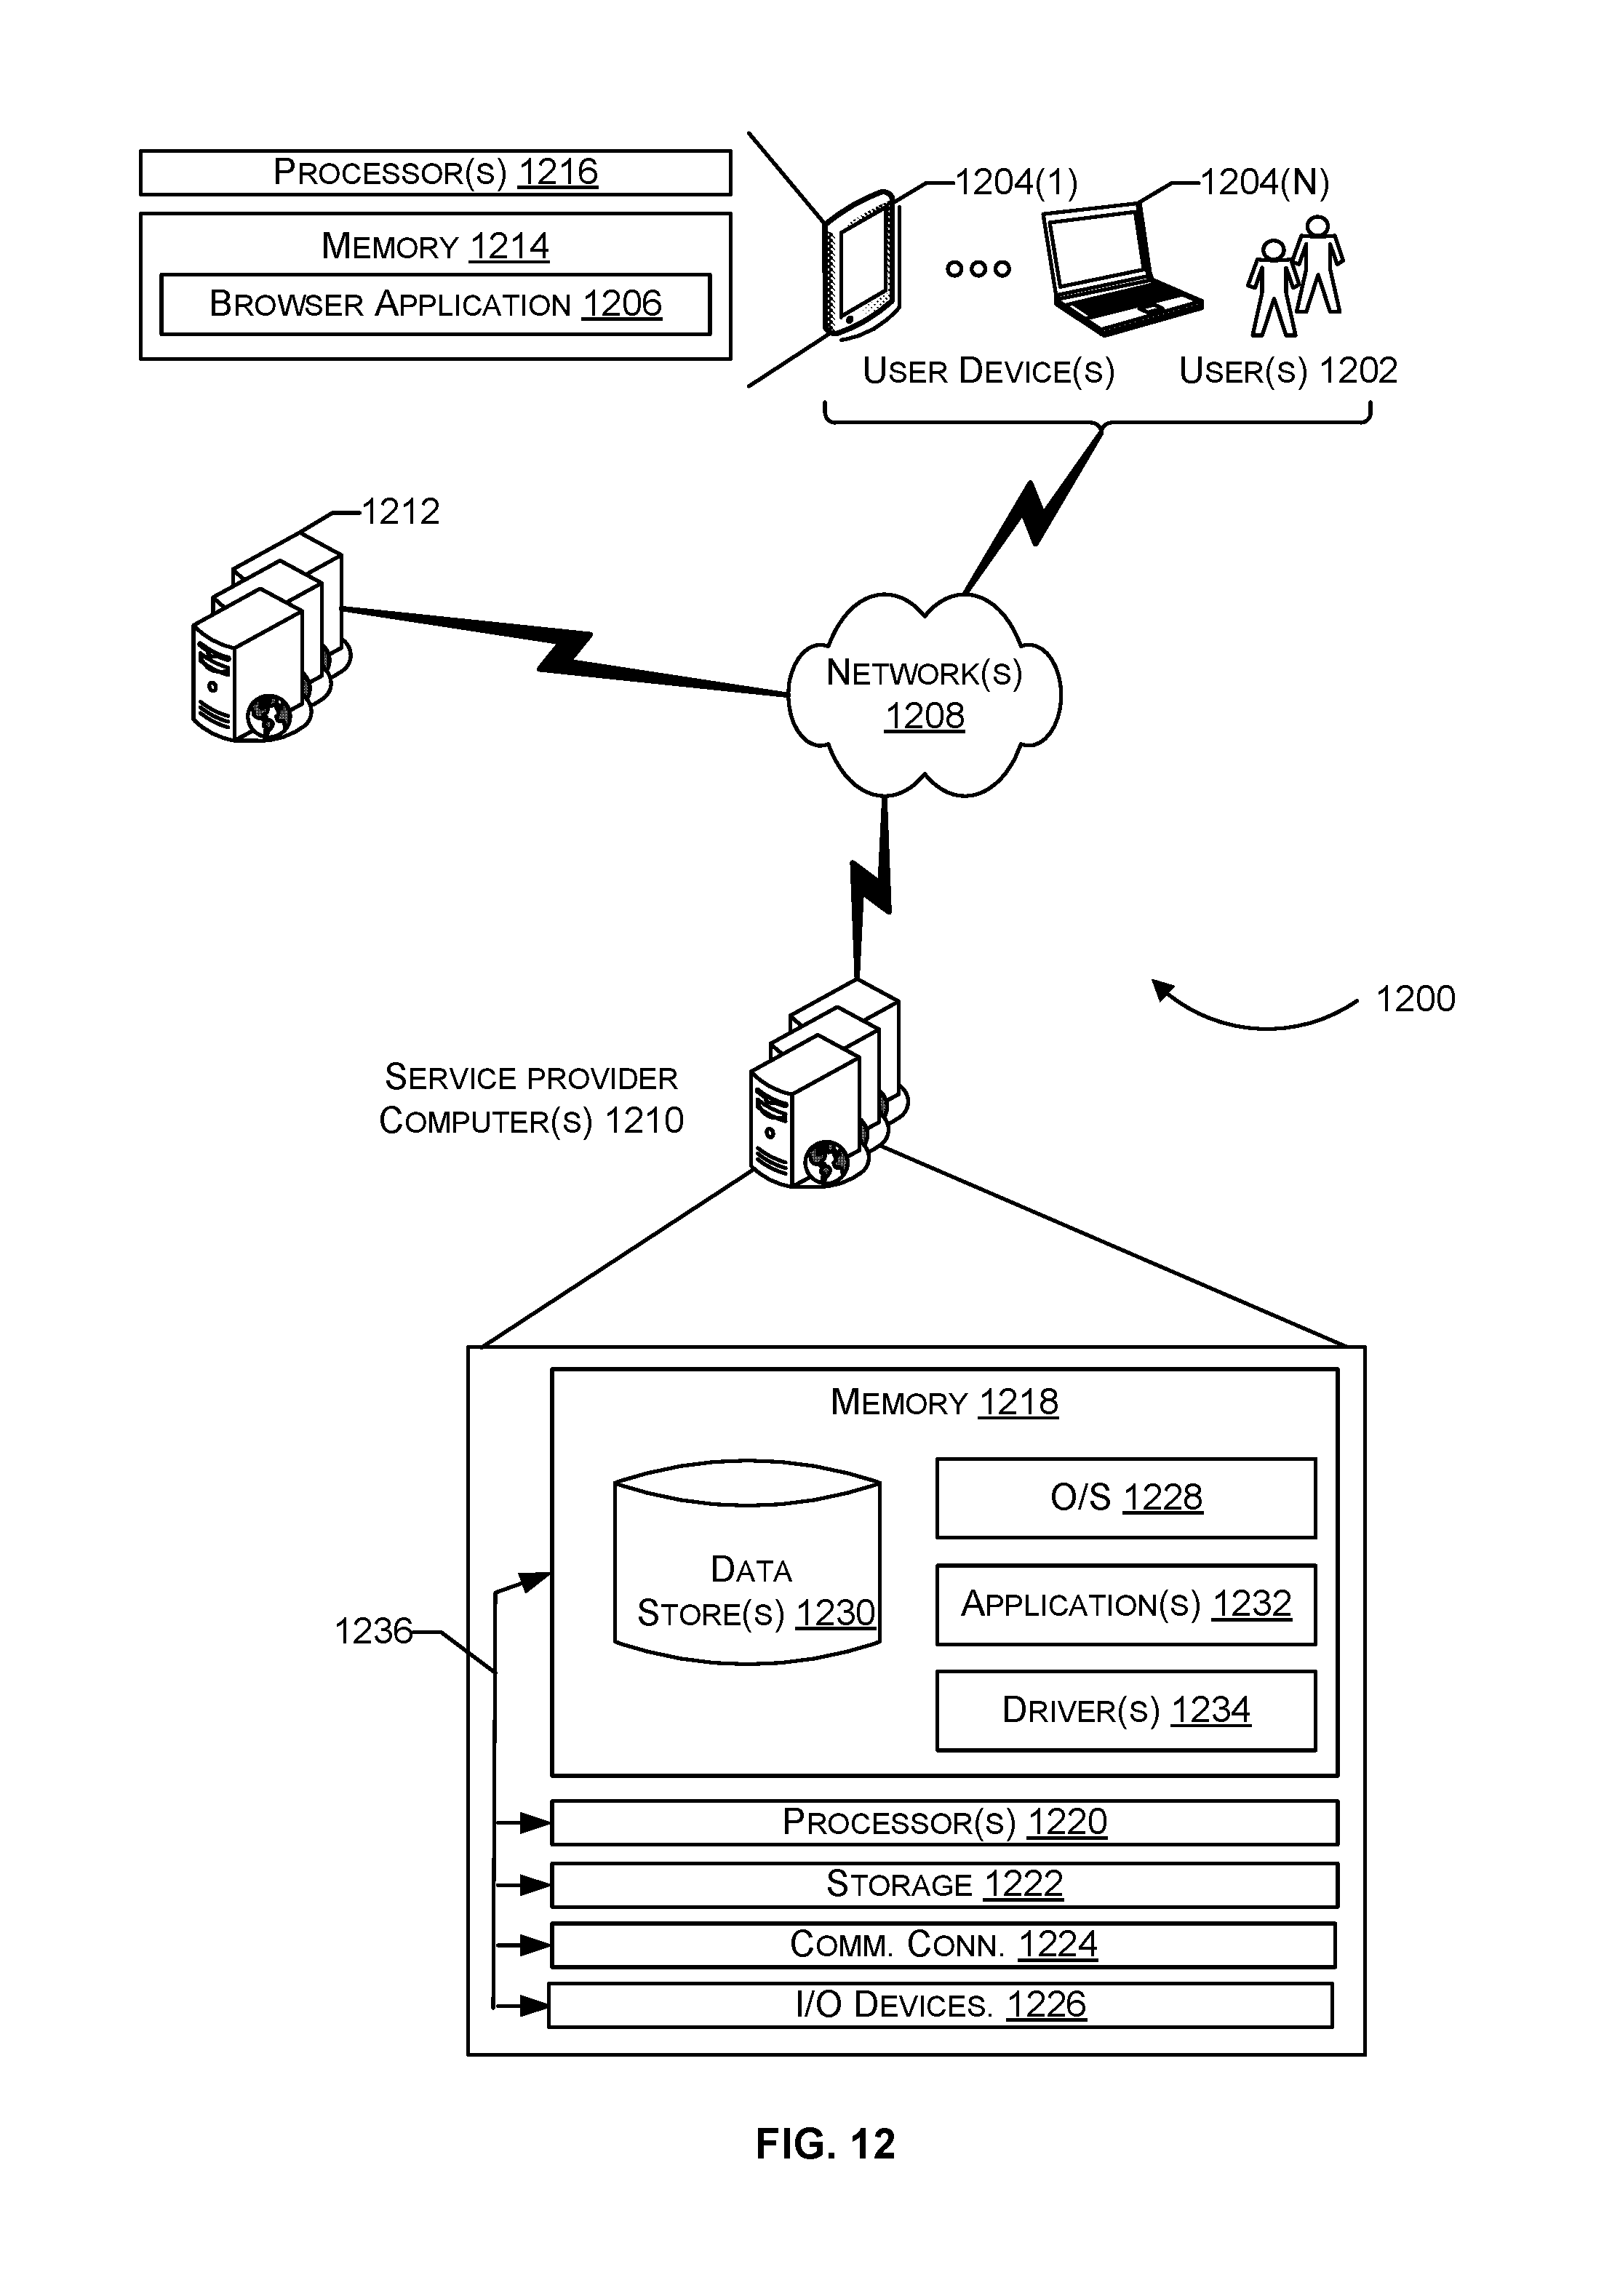 PROCESSOR(S) 1216
MEMORY 1214
BROWSER APPLICATION 1206
1204(1)
1204(N)
USER DEVICE(S)
USER(S) 1202
1212
NETWORK(S)
1208
1200
SERVICE PROVIDER
COMPUTER(S) 1210
MEMORY 1218
DATA
STORE(S) 1230
O/S 1228
APPLICATION(S) 1232
DRIVER(S) 1234
1236
PROCESSOR(S) 1220
STORAGE 1222
COMM. CONN. 1224
I/O DEVICES. 1226
FIG. 12